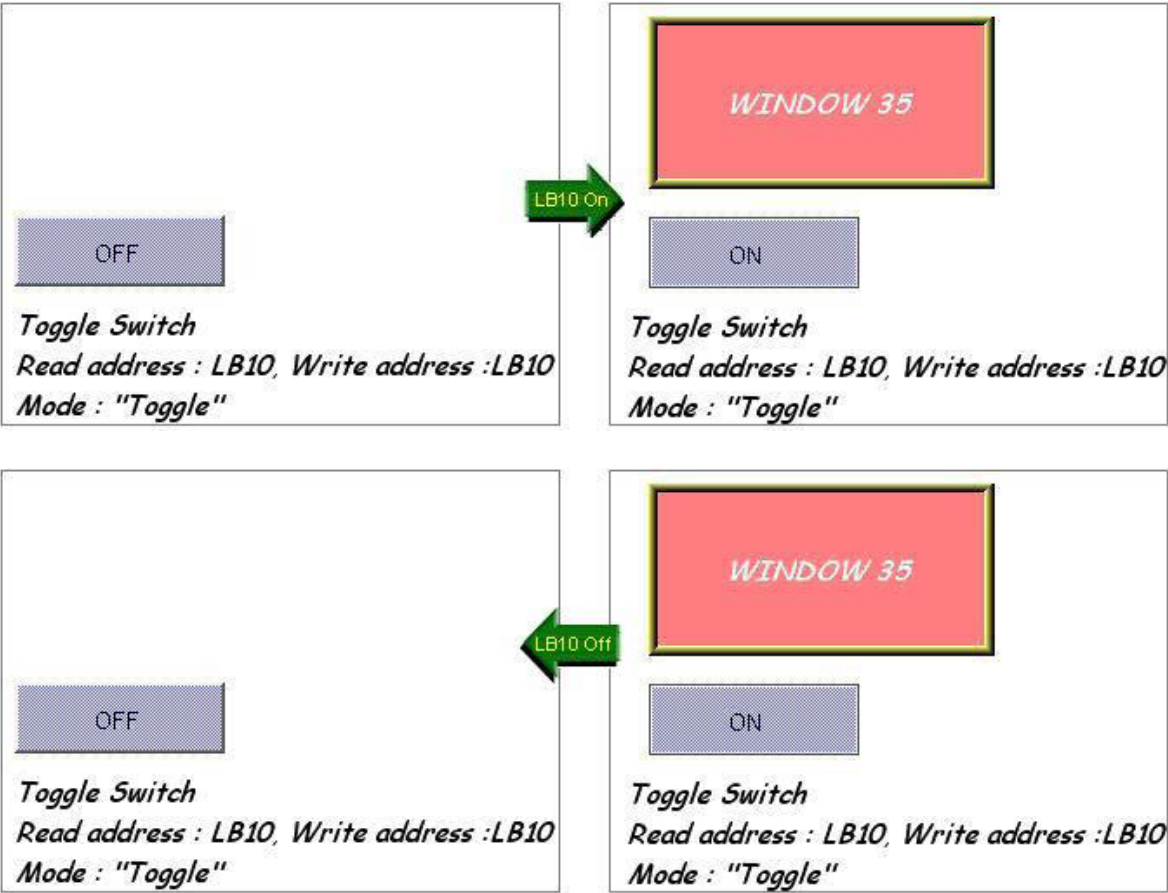 WINDOW 35
LB10 On
OFF
ON
Toggle Switch
Read address : LB10, Write address :LB10
Mode : "Toggle"
Toggle Switch
Read address : LB10, Write address :LB10
Mode : "Toggle"
WINDOW 35
LB10 Off
OFF
ON
Toggle Switch
Read address : LB10, Write address :LB10
Mode : "Toggle"
Toggle Switch
Read address : LB10, Write address :LB10
Mode : "Toggle"